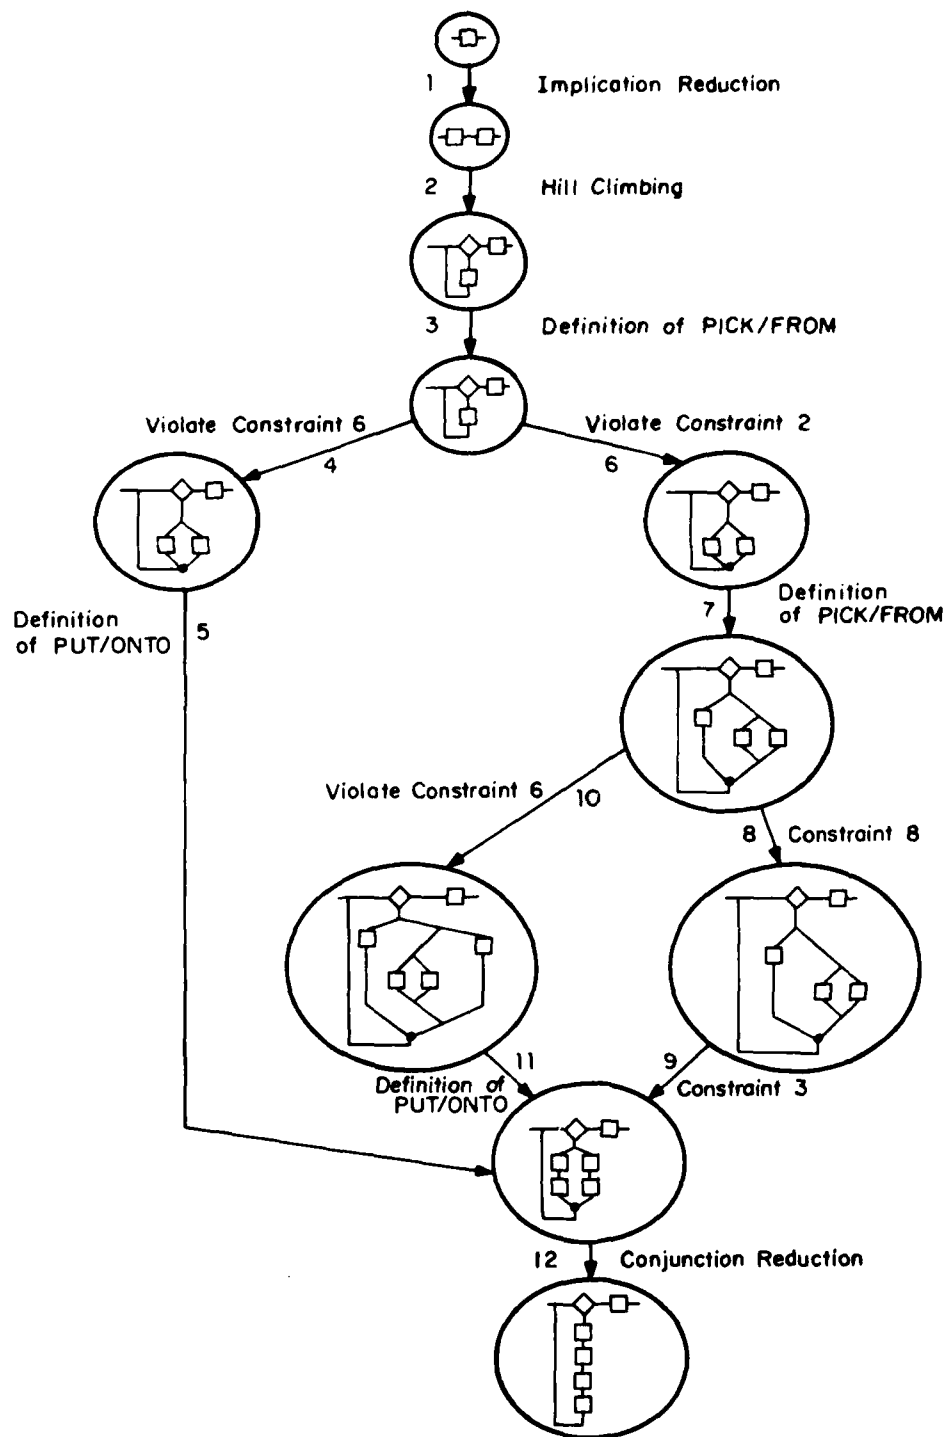 1 Implication Reduction
2 Hill Climbing
3 Definition of PICK/FROM
Violate Constraint 6
4
Violate Constraint 2
6
Definition
of PUT/ONTO
5
7
Definition
of PICK/FROM
Violate Constraint 6
10
8 Constraint 8
11
Definition of
PUT/ONTO
9
Constraint 3
12 Conjunction Reduction